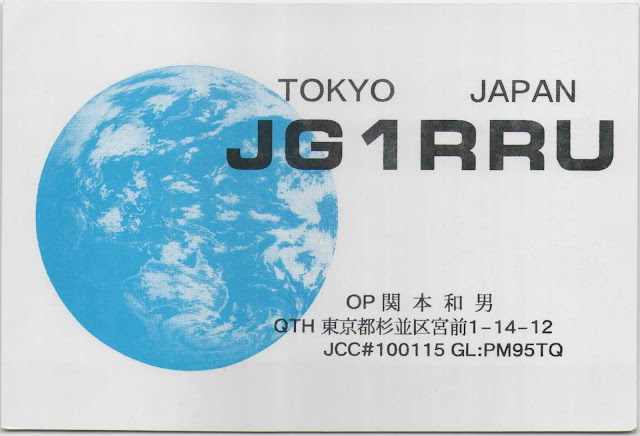 TOKYO JAPAN
JG1RRU
OP 関本和男
QTH 東京都杉並区宮前1-14-12
JCC#100115 GL:PM95TQ